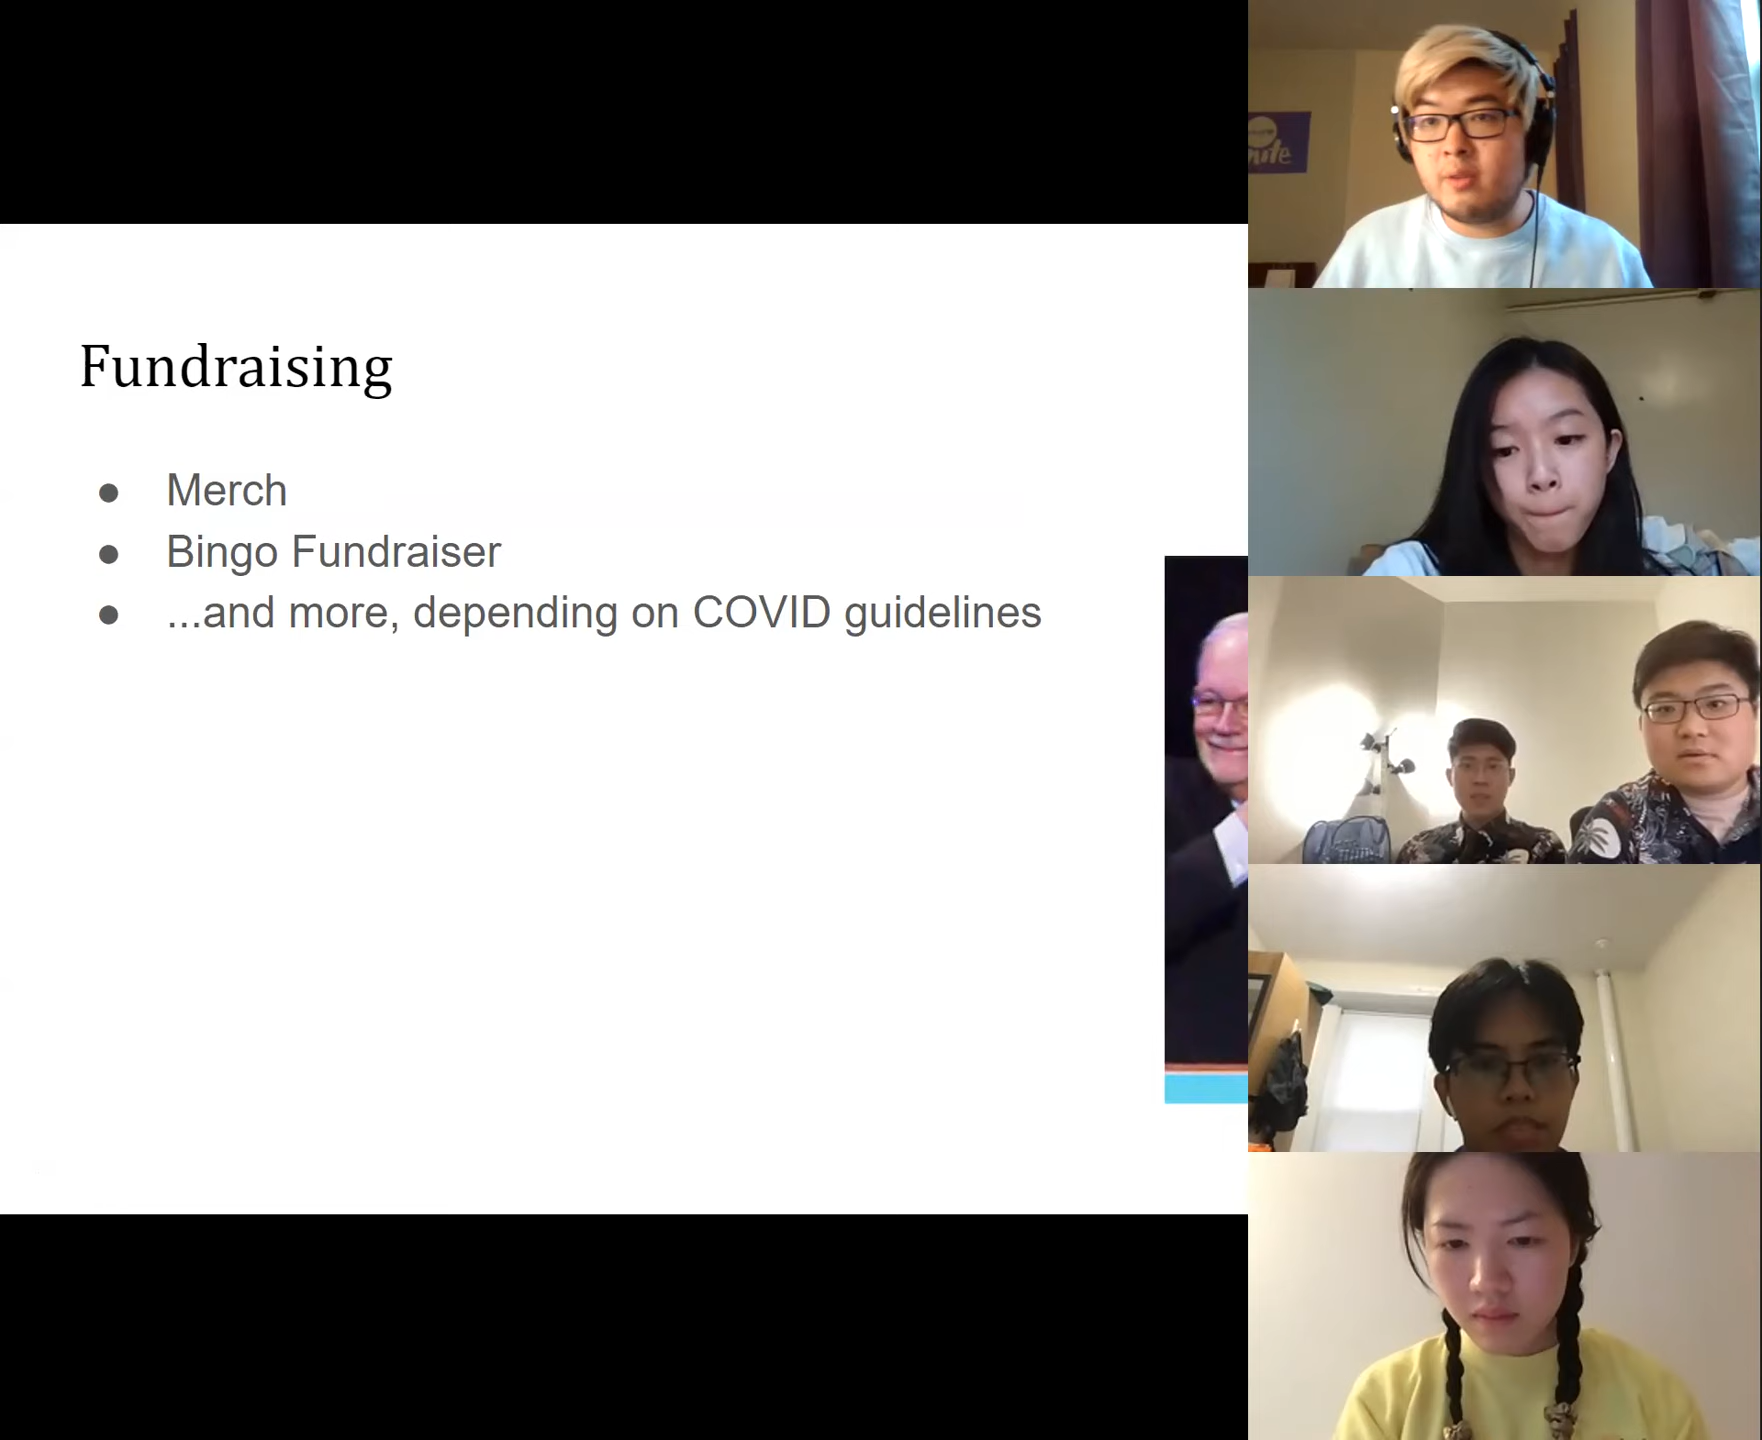 Fundraising
● Merch
● Bingo Fundraiser
● ...and more, depending on COVID guidelines